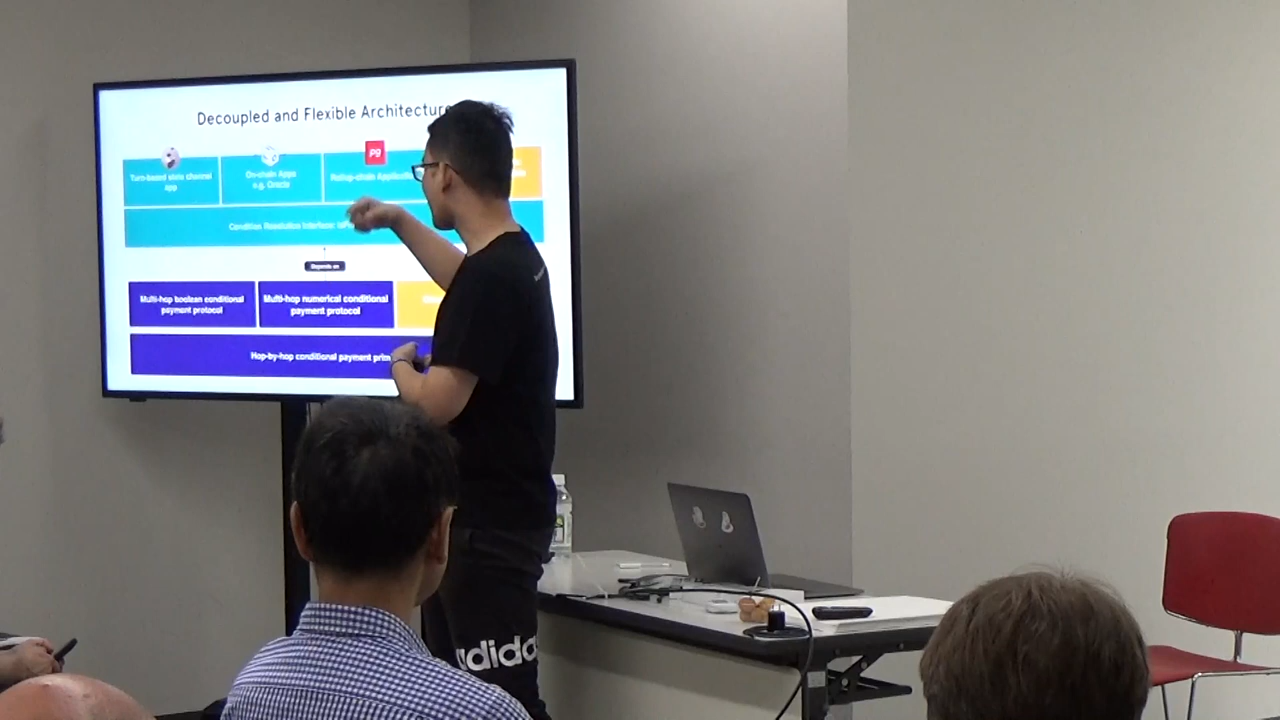 Decoupled and Flexible Architecture
Turn-based state channel
app
On-chain Apps
e.g. Oracle
Rollup-chain Applications
Condition Resolution Interface:
Depends on
Multi-hop boolean conditional
payment protocol
Multi-hop numerical conditional
payment protocol
Hop-by-hop conditional payment prim
adidas